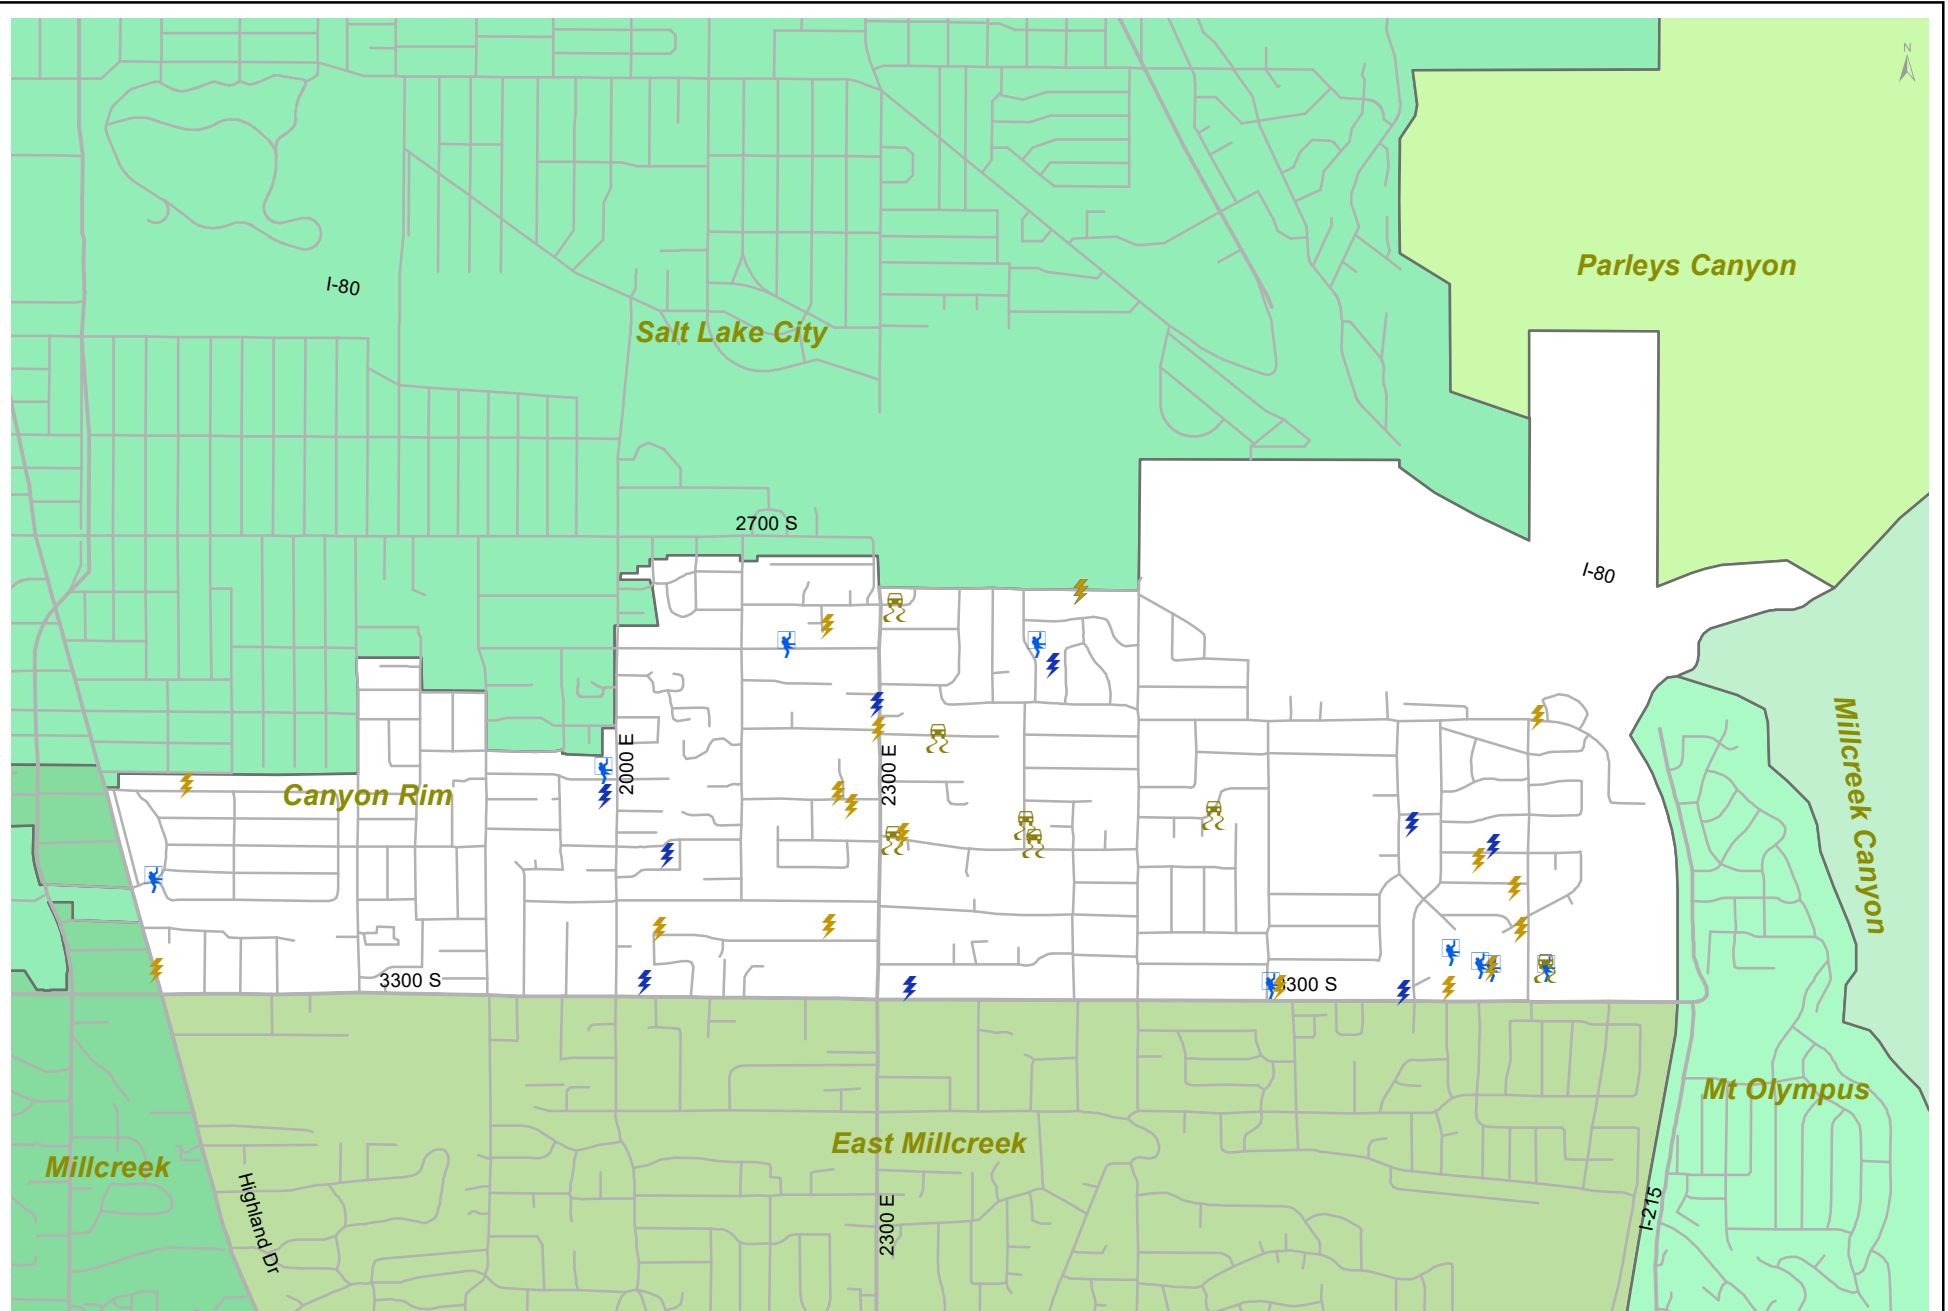 N
Parleys Canyon
I-80
Salt Lake City
2700 S
I-80
Millcreek Canyon
2000 E
2300 E
Canyon Rim
3300 S
3300 S
Mt Olympus
East Millcreek
Millcreek
Highland Dr
2300 E
I-215